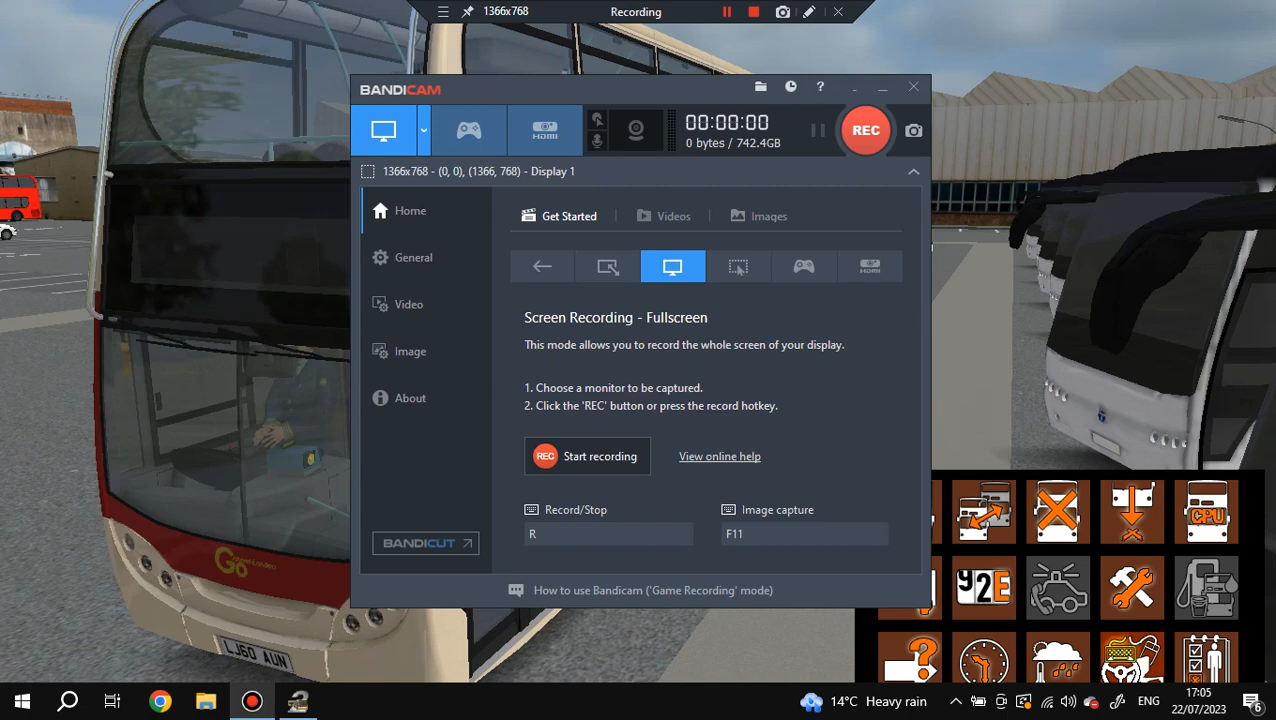 1366x768
Recording
BANDICAM
HDMI
00:00:00
REC
0 bytes / 742.4GB
1366x768 - (0, 0), (1366, 768) - Display 1
Home
General
Video
Image
About
BANDICUT
Get Started
Videos
Images
HDMI
Screen Recording - Fullscreen
This mode allows you to record the whole screen of your display.
1. Choose a monitor to be captured.
2. Click the 'REC' button or press the record hotkey.
REC
Start recording
View online help
Record/Stop
Image capture
R
F11
How to use Bandicam ('Game Recording' mode)
Go
LJ60 AUN
CPU
92E
14°C Heavy rain
ENG
17:05
22/07/2023
6